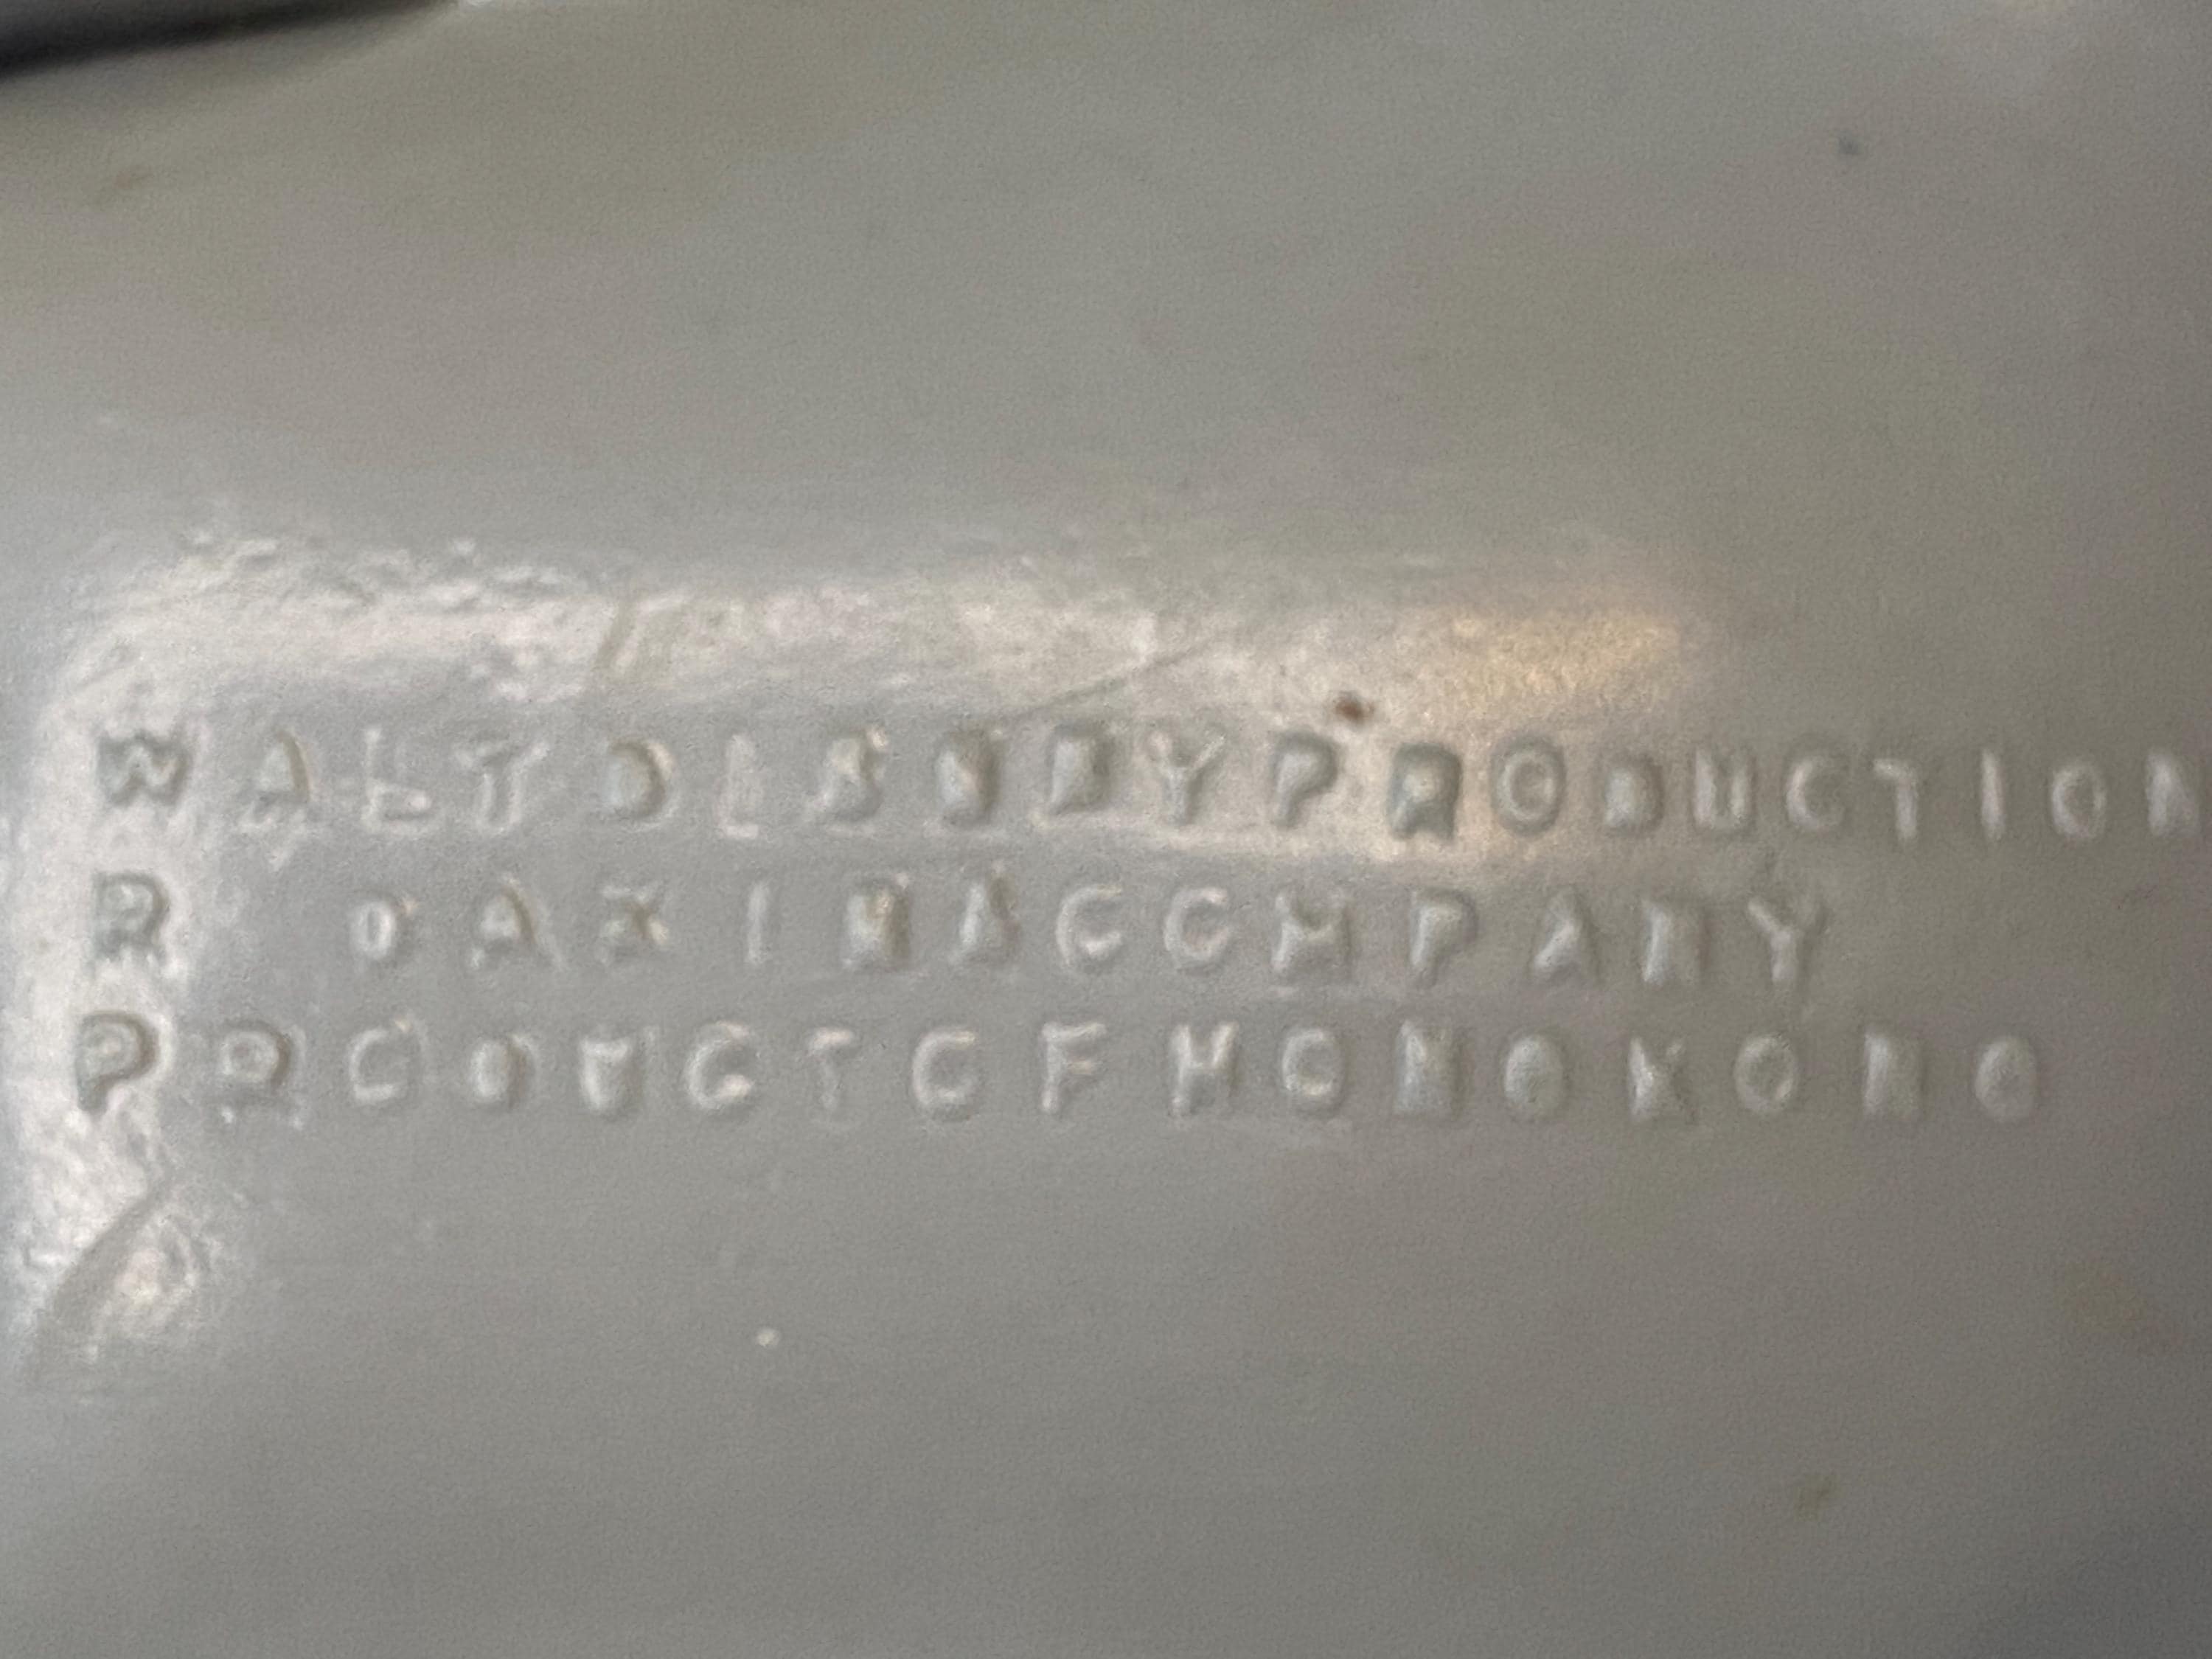 WALT DISNEY PRODUCTION
R DAKIN & COMPANY
PRODUCT OF HONG KONG